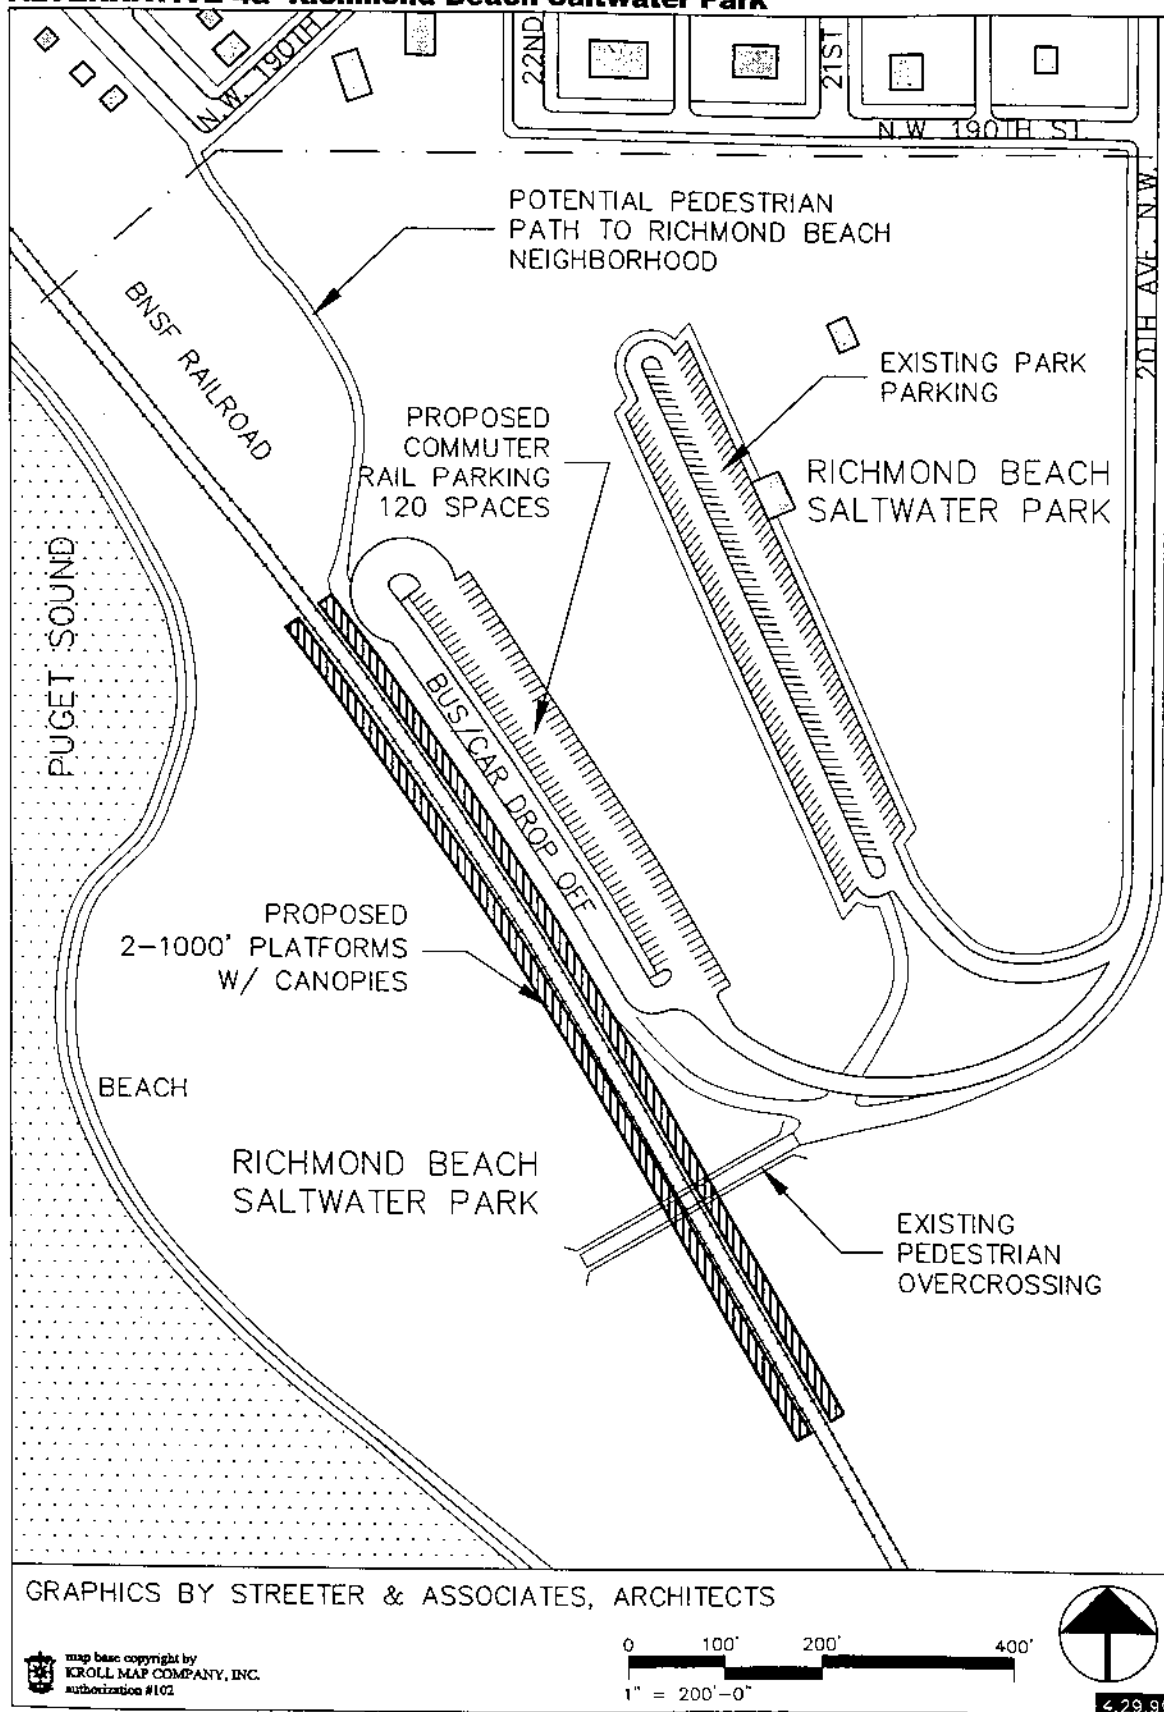 Richmond Beach Saltwater Park
N.W. 190TH
22ND
21ST
N.W. 190TH ST.
20TH AVE. N.W.
POTENTIAL PEDESTRIAN
PATH TO RICHMOND BEACH
NEIGHBORHOOD
BNSF RAILROAD
EXISTING PARK
PARKING
PROPOSED
COMMUTER
RAIL PARKING
120 SPACES
RICHMOND BEACH
SALTWATER PARK
PUGET SOUND
BUS/CAR DROP OFF
PROPOSED
2-1000' PLATFORMS
W/ CANOPIES
BEACH
RICHMOND BEACH
SALTWATER PARK
EXISTING
PEDESTRIAN
OVERCROSSING
GRAPHICS BY STREETER & ASSOCIATES, ARCHITECTS
map base copyright by
KROLL MAP COMPANY, INC.
authorization #102
0 100' 200' 400'
1" = 200'-0"